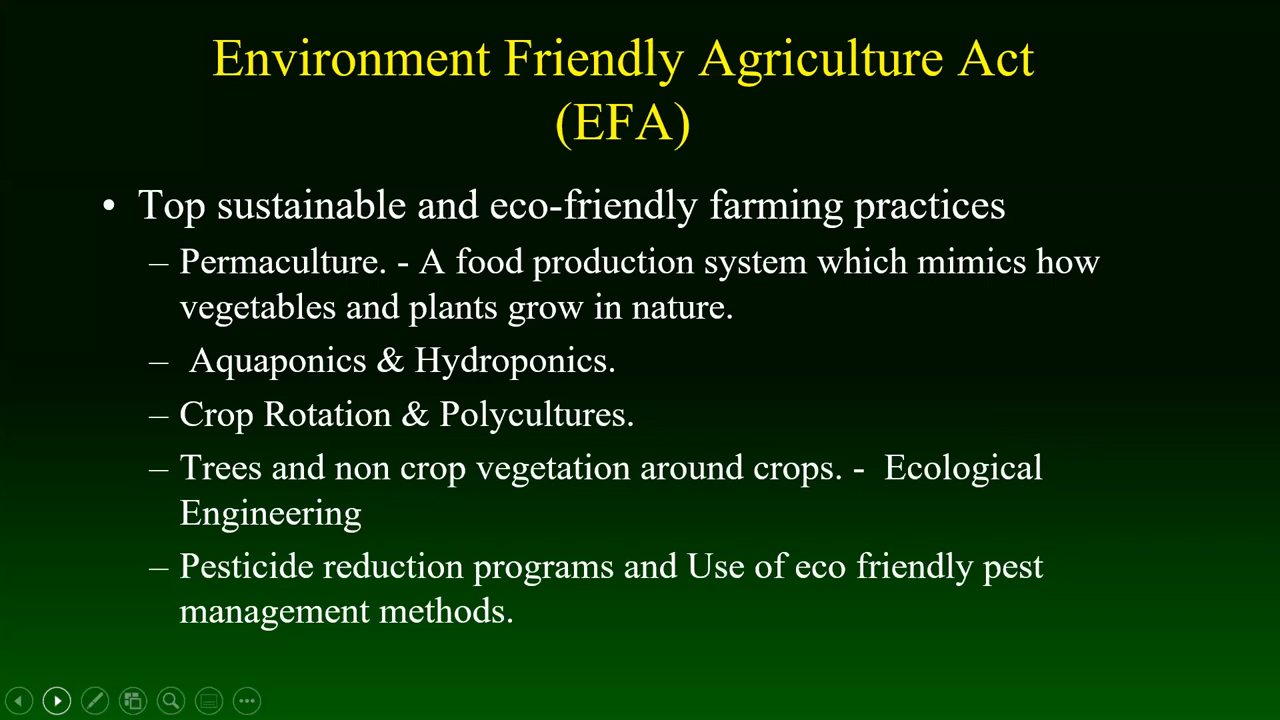 Environment Friendly Agriculture Act
(EFA)
• Top sustainable and eco-friendly farming practices
– Permaculture. - A food production system which mimics how
vegetables and plants grow in nature.
– Aquaponics & Hydroponics.
– Crop Rotation & Polycultures.
– Trees and non crop vegetation around crops. - Ecological
Engineering
– Pesticide reduction programs and Use of eco friendly pest
management methods.